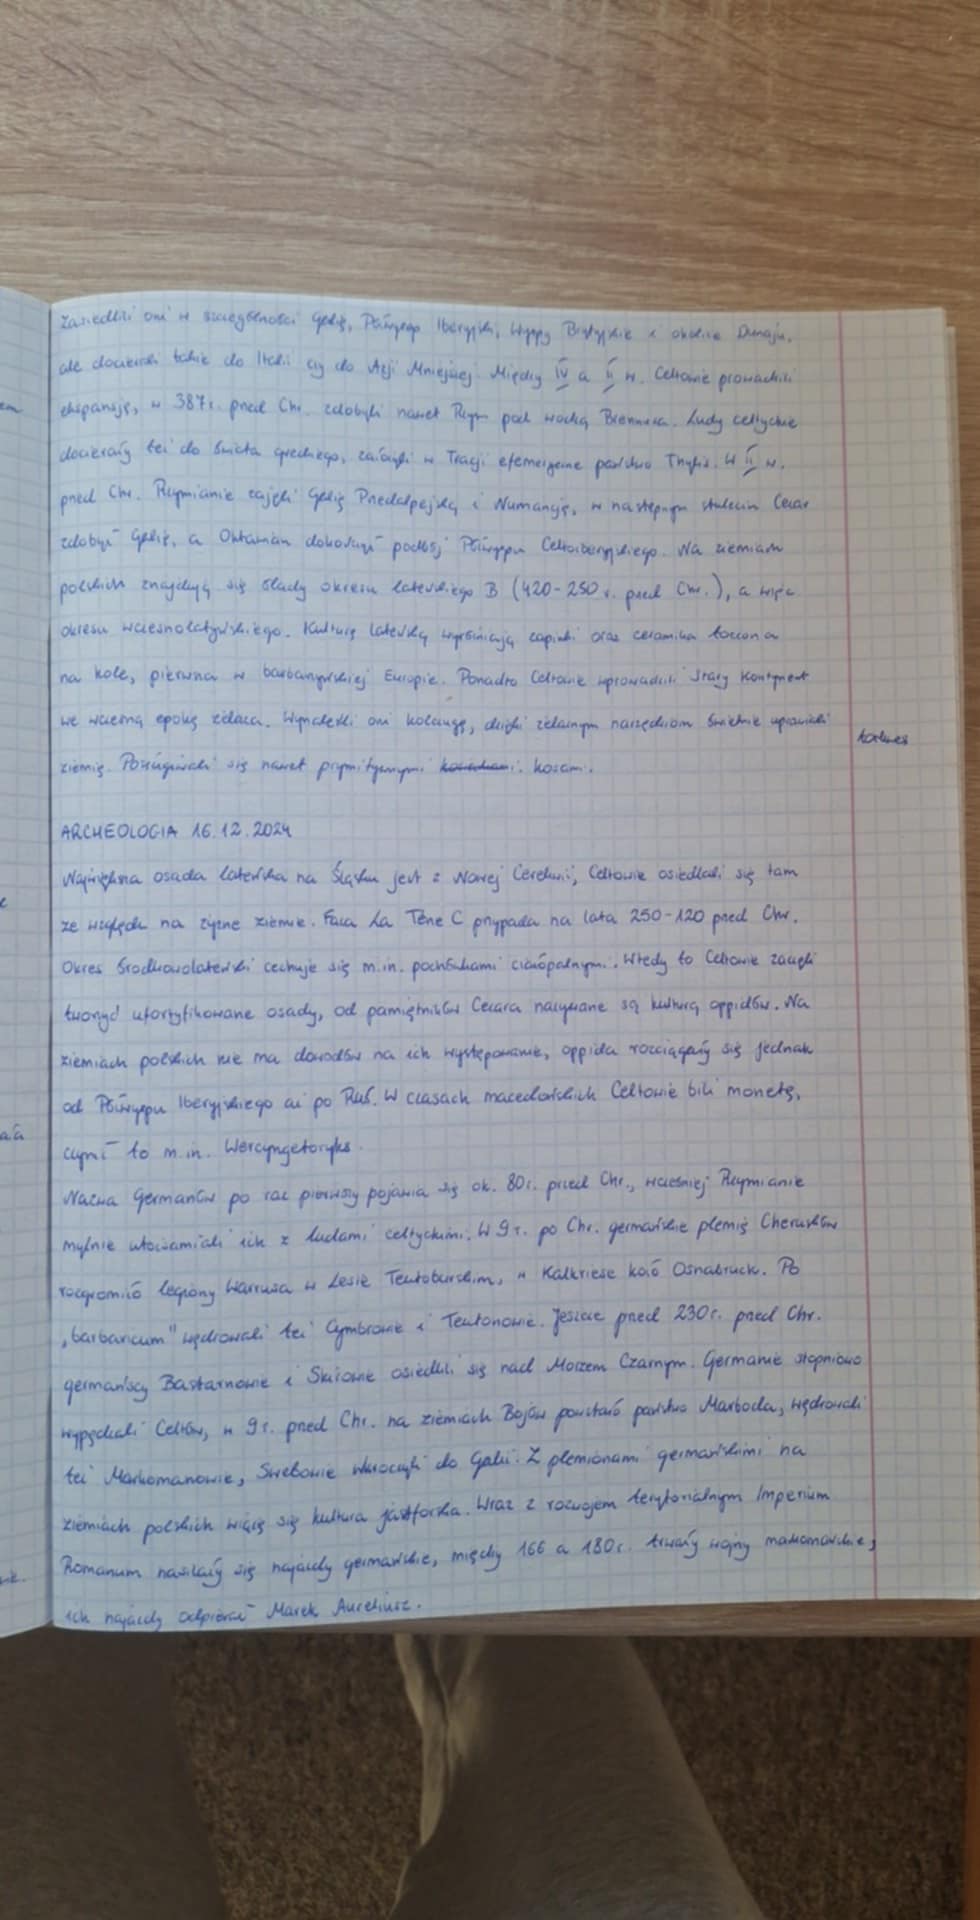 Zasiedlili oni w szczególności Galię, Półwysep Iberyjski, Wyspy Brytyjskie i okolice Dunaju,
ale docierali także do Italii czy do Azji Mniejszej. Między IV a II w. Celtowie prowadzili
ekspansję, w 387 r. przed Chr. zdobyli nawet Rzym pod wodzą Brennusa. Ludy celtyckie
docierały też do świata greckiego, założyli w Tracji efemeryczne państwo Thylis. W II w.
przed Chr. Rzymianie zajęli Galię Przedalpejską i Numancję, w następnym stuleciu Cezar
zdobył Galię, a Oktawian dokończył podbój Półwyspu Celtoiberyjskiego. Na ziemiach
polskich znajdują się ślady okresu lateńskiego B (420-250 r. przed Chr.), a więc
okresu wczesnolateńskiego. Kulturę lateńską wyróżniają zapinki oraz ceramika toczona
na kole, pierwsza w barbarzyńskiej Europie. Ponadto Celtowie wprowadzili Stary Kontynent
we wczesną epokę żelaza. Wynaleźli oni kolczugę, dzięki żelaznym narzędziom świetnie uprawiali
ziemię. Posługiwali się nawet prymitywnymi kosami.
ARCHEOLOGIA 16.12.2024
Największa osada lateńska na Śląsku jest z Nowej Cerekwi, Celtowie osiedlali się tam
ze względu na żyzne ziemie. Faza La Tène C przypada na lata 250-120 przed Chr.
Okres środkowolateński cechuje się m.in. pochówkami ciałopalnymi. Wtedy to Celtowie zaczęli
tworzyć ufortyfikowane osady, od pamiętników Cezara nazywane są kulturą oppidów. Na
ziemiach polskich nie ma dowodów na ich występowanie, oppida rozciągały się jednak
od Półwyspu Iberyjskiego aż po Ruś. W czasach macedońskich Celtowie bili monetę,
czynił to m.in. Wercyngetoryks.
Nazwa Germanów po raz pierwszy pojawia się ok. 80 r. przed Chr., wcześniej Rzymianie
mylnie utożsamiali ich z ludami celtyckimi. W 9 r. po Chr. germańskie plemię Cherusków
rozgromiło legiony Warrusa w Lesie Teutoburskim, w Kalkriese koło Osnabruck. Po
„barbaricum" wędrowali też Cymbrowie i Teutonowie. Jeszcze przed 230 r. przed Chr.
germańscy Bastarnowie i Skirowie osiedlili się nad Morzem Czarnym. Germanie stopniowo
wypędzali Celtów, w 9 r. przed Chr. na ziemiach Bojów powstało państwo Marboda, wędrowali
też Markomanowie, Swebowie wkroczyli do Galii. Z plemionami germańskimi na
ziemiach polskich wiąże się kultura jastforska. Wraz z rozwojem terytorialnym Imperium
Romanum nasilały się najazdy germańskie, między 166 a 180 r. trwały wojny markomańskie,
ich najazdy odpierał Marek Aureliusz.